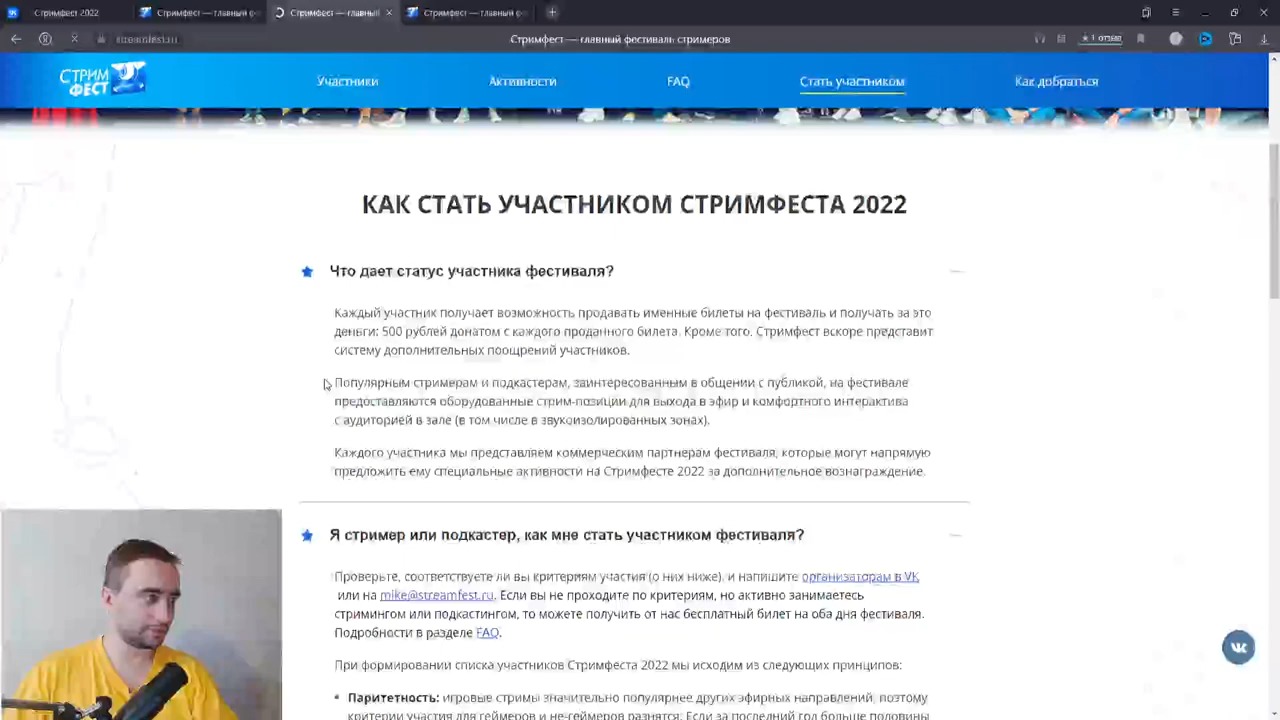 Стримфест 2022
Стримфест — главный ф
Стримфест — главный
Стримфест — главный ф
streamfest.ru
Стримфест — главный фестиваль стримеров
1 отзыв
СТРИМ
ФЕСТ
Участники
Активности
FAQ
Стать участником
Как добраться
КАК СТАТЬ УЧАСТНИКОМ СТРИМФЕСТА 2022
Что дает статус участника фестиваля?
Каждый участник получает возможность продавать именные билеты на фестиваль и получать за это
деньги: 500 рублей донатом с каждого проданного билета. Кроме того, Стримфест вскоре представит
систему дополнительных поощрений участников.
Популярным стримерам и подкастерам, заинтересованным в общении с публикой, на фестивале
предоставляются оборудованные стрим-позиции для выхода в эфир и комфортного интерактива
с аудиторией в зале (в том числе в звукоизолированных зонах).
Каждого участника мы представляем коммерческим партнерам фестиваля, которые могут напрямую
предложить ему специальные активности на Стримфесте 2022 за дополнительное вознаграждение.
Я стример или подкастер, как мне стать участником фестиваля?
Проверьте, соответствуете ли вы критериям участия (о них ниже), и напишите организаторам в VK
или на mike@streamfest.ru. Если вы не проходите по критериям, но активно занимаетесь
стримингом или подкастингом, то можете получить от нас бесплатный билет на оба дня фестиваля.
Подробности в разделе FAQ.
При формировании списка участников Стримфеста 2022 мы исходим из следующих принципов:
Паритетность: игровые стримы значительно популярнее других эфирных направлений, поэтому
критерии участия для геймеров и не-геймеров разнятся. Если за последний год больше половины